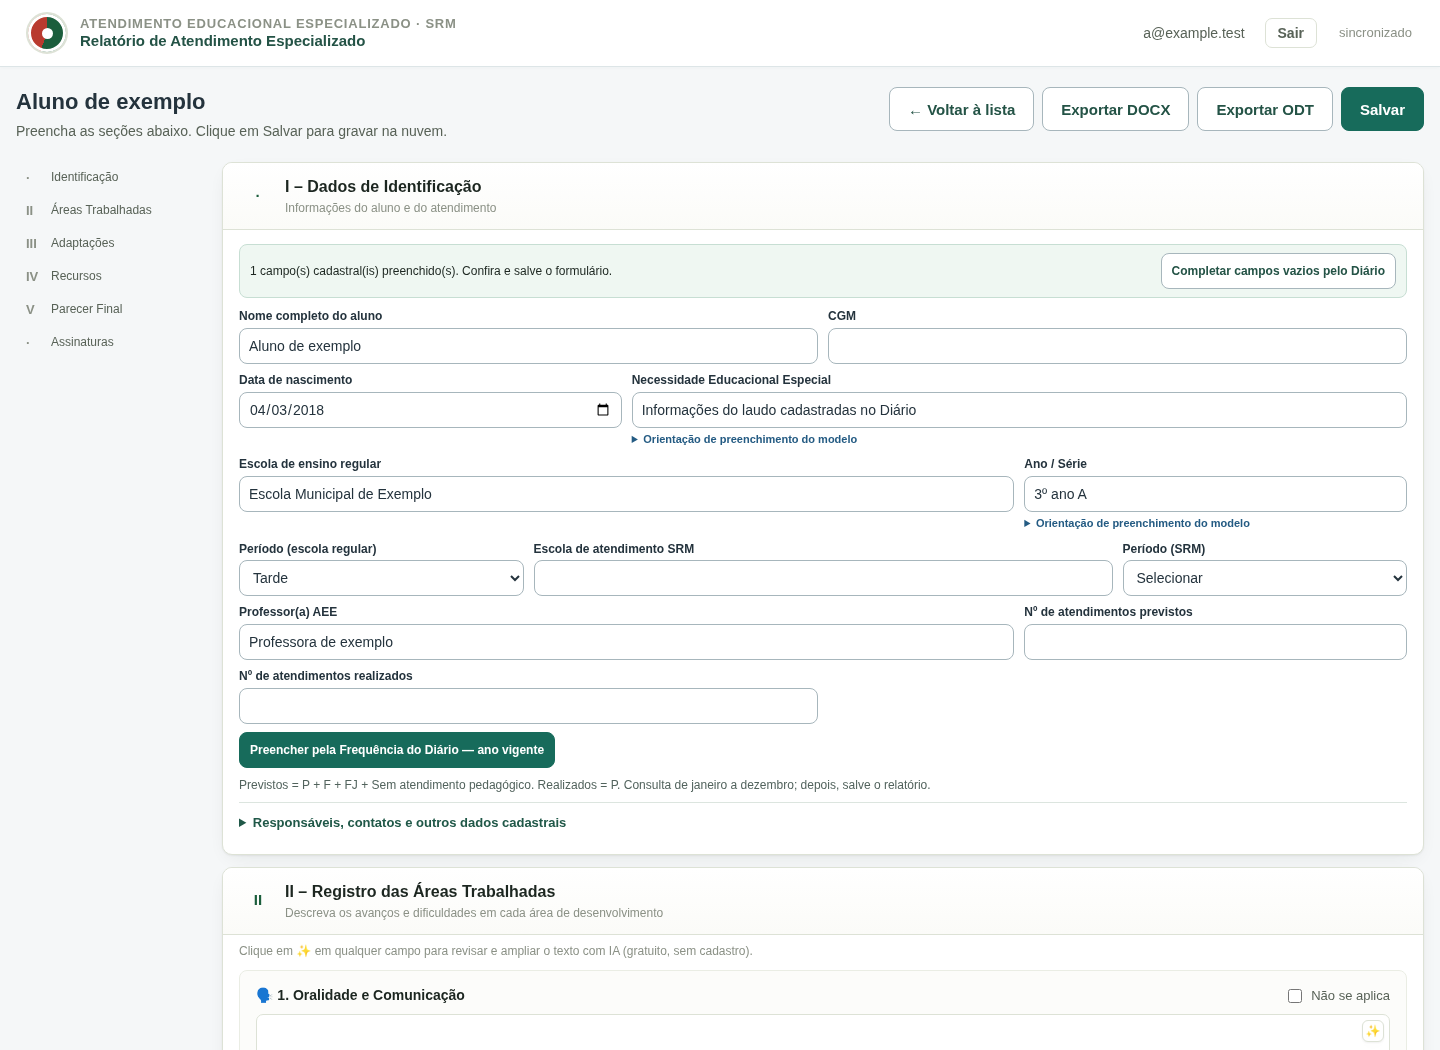 ATENDIMENTO EDUCACIONAL ESPECIALIZADO · SRM
Relatório de Atendimento Especializado
a@example.test
Sair
sincronizado
Aluno de exemplo
Preencha as seções abaixo. Clique em Salvar para gravar na nuvem.
← Voltar à lista
Exportar DOCX
Exportar ODT
Salvar
· Identificação
II Áreas Trabalhadas
III Adaptações
IV Recursos
V Parecer Final
· Assinaturas
· I – Dados de Identificação
Informações do aluno e do atendimento
1 campo(s) cadastral(is) preenchido(s). Confira e salve o formulário.
Completar campos vazios pelo Diário
Nome completo do aluno
CGM
Aluno de exemplo
Data de nascimento
Necessidade Educacional Especial
04/03/2018
Informações do laudo cadastradas no Diário
▶ Orientação de preenchimento do modelo
Escola de ensino regular
Ano / Série
Escola Municipal de Exemplo
3º ano A
▶ Orientação de preenchimento do modelo
Período (escola regular)
Escola de atendimento SRM
Período (SRM)
Tarde
Selecionar
Professor(a) AEE
Nº de atendimentos previstos
Professora de exemplo
Nº de atendimentos realizados
Preencher pela Frequência do Diário — ano vigente
Previstos = P + F + FJ + Sem atendimento pedagógico. Realizados = P. Consulta de janeiro a dezembro; depois, salve o relatório.
▶ Responsáveis, contatos e outros dados cadastrais
II II – Registro das Áreas Trabalhadas
Descreva os avanços e dificuldades em cada área de desenvolvimento
Clique em ✨ em qualquer campo para revisar e ampliar o texto com IA (gratuito, sem cadastro).
🗣️ 1. Oralidade e Comunicação
Não se aplica
✨